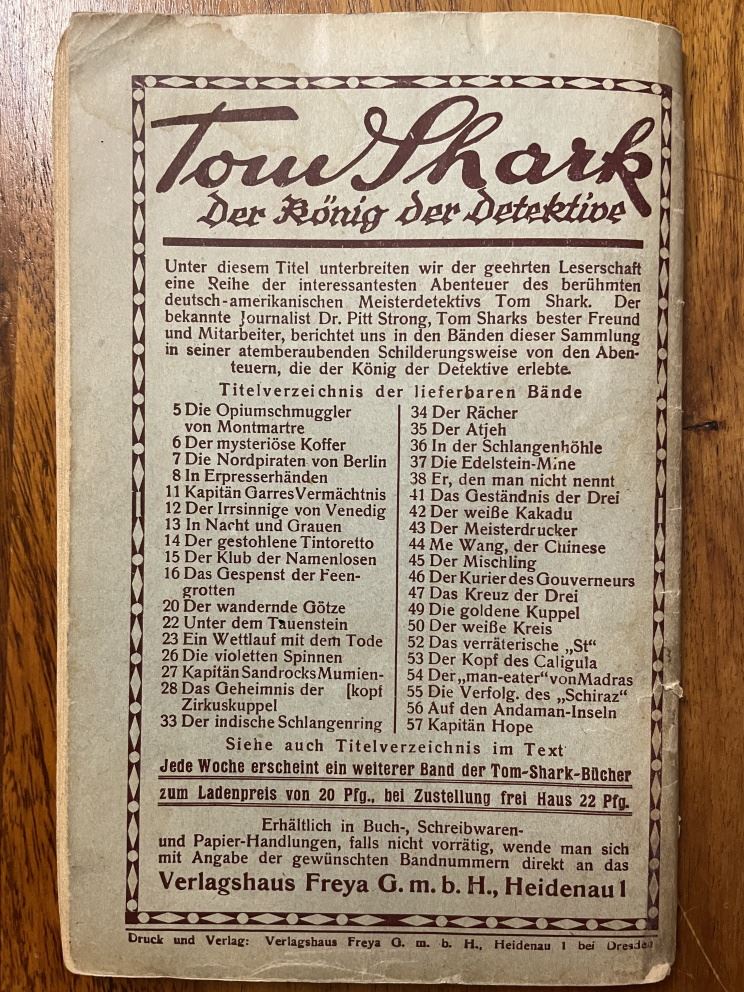 Tom Shark
Der König der Detektive
Unter diesem Titel unterbreiten wir der geehrten Leserschaft
eine Reihe der interessantesten Abenteuer des berühmten
deutsch-amerikanischen Meisterdetektivs Tom Shark. Der
bekannte Journalist Dr. Pitt Strong, Tom Sharks bester Freund
und Mitarbeiter, berichtet uns in den Bänden dieser Sammlung
in seiner atemberaubenden Schilderungsweise von den Aben-
teuern, die der König der Detektive erlebte.
Titelverzeichnis der lieferbaren Bände
5 Die Opiumschmuggler
von Montmartre
6 Der mysteriöse Koffer
7 Die Nordpiraten von Berlin
8 In Erpresserhänden
11 Kapitän Garres Vermächtnis
12 Der Irrsinnige von Venedig
13 In Nacht und Grauen
14 Der gestohlene Tintoretto
15 Der Klub der Namenlosen
16 Das Gespenst der Feen-
grotten
20 Der wandernde Götze
22 Unter dem Tauenstein
23 Ein Wettlauf mit dem Tode
26 Die violetten Spinnen
27 Kapitän Sandrocks Mumien-
28 Das Geheimnis der [kopf
Zirkuskuppel
33 Der indische Schlangenring
34 Der Rächer
35 Der Atjeh
36 In der Schlangenhöhle
37 Die Edelstein-Mine
38 Er, den man nicht nennt
41 Das Geständnis der Drei
42 Der weiße Kakadu
43 Der Meisterdrucker
44 Me Wang, der Chinese
45 Der Mischling
46 Der Kurier des Gouverneurs
47 Das Kreuz der Drei
49 Die goldene Kuppel
50 Der weiße Kreis
52 Das verräterische „St“
53 Der Kopf des Caligula
54 Der „man-eater“ von Madras
55 Die Verfolg. des „Schiraz“
56 Auf den Andaman-Inseln
57 Kapitän Hope
Siehe auch Titelverzeichnis im Text
Jede Woche erscheint ein weiterer Band der Tom-Shark-Bücher
zum Ladenpreis von 20 Pfg., bei Zustellung frei Haus 22 Pfg.
Erhältlich in Buch-, Schreibwaren-
und Papier-Handlungen, falls nicht vorrätig, wende man sich
mit Angabe der gewünschten Bandnummern direkt an das
Verlagshaus Freya G. m. b. H., Heidenau 1
Druck und Verlag: Verlagshaus Freya G. m. b. H., Heidenau 1 bei Dresden